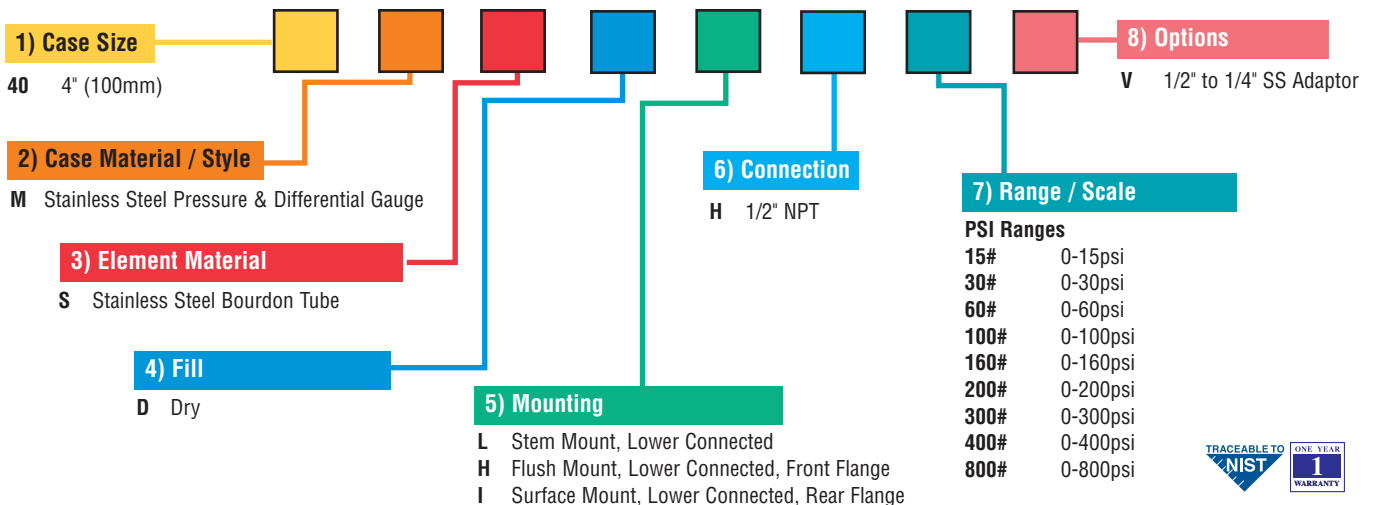 1) Case Size
40 4" (100mm)
2) Case Material / Style
M Stainless Steel Pressure & Differential Gauge
3) Element Material
S Stainless Steel Bourdon Tube
4) Fill
D Dry
5) Mounting
L Stem Mount, Lower Connected
H Flush Mount, Lower Connected, Front Flange
I Surface Mount, Lower Connected, Rear Flange
6) Connection
H 1/2" NPT
7) Range / Scale
PSI Ranges
15# 0-15psi
30# 0-30psi
60# 0-60psi
100# 0-100psi
160# 0-160psi
200# 0-200psi
300# 0-300psi
400# 0-400psi
800# 0-800psi
8) Options
V 1/2" to 1/4" SS Adaptor
TRACEABLE TO
NIST
ONE YEAR
1
WARRANTY